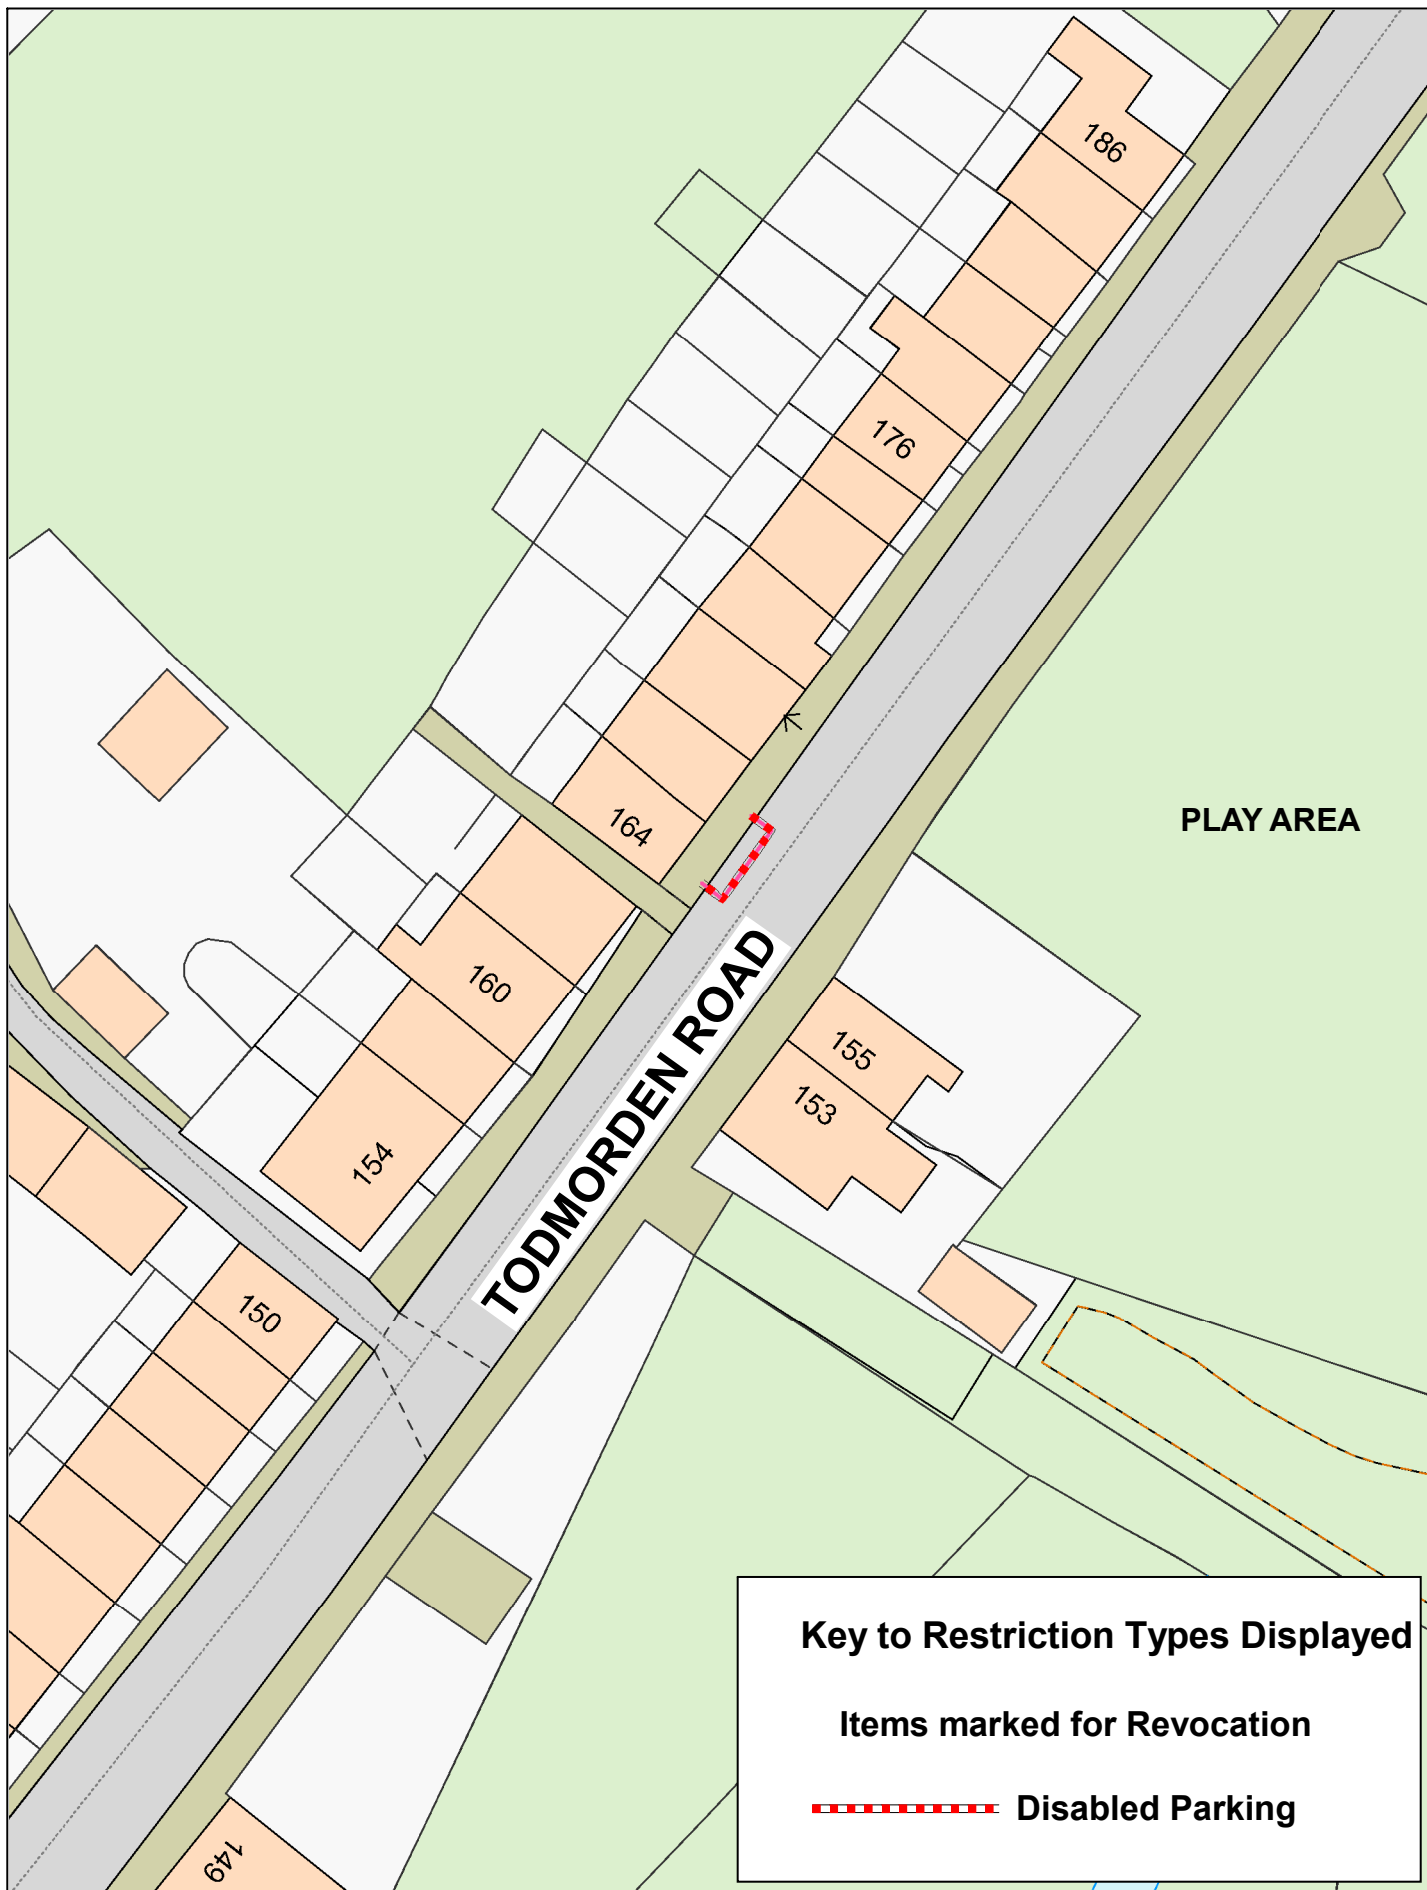 186
176
PLAY AREA
164
160
TODMORDEN ROAD
155
153
154
150
Key to Restriction Types Displayed
Items marked for Revocation
Disabled Parking
149